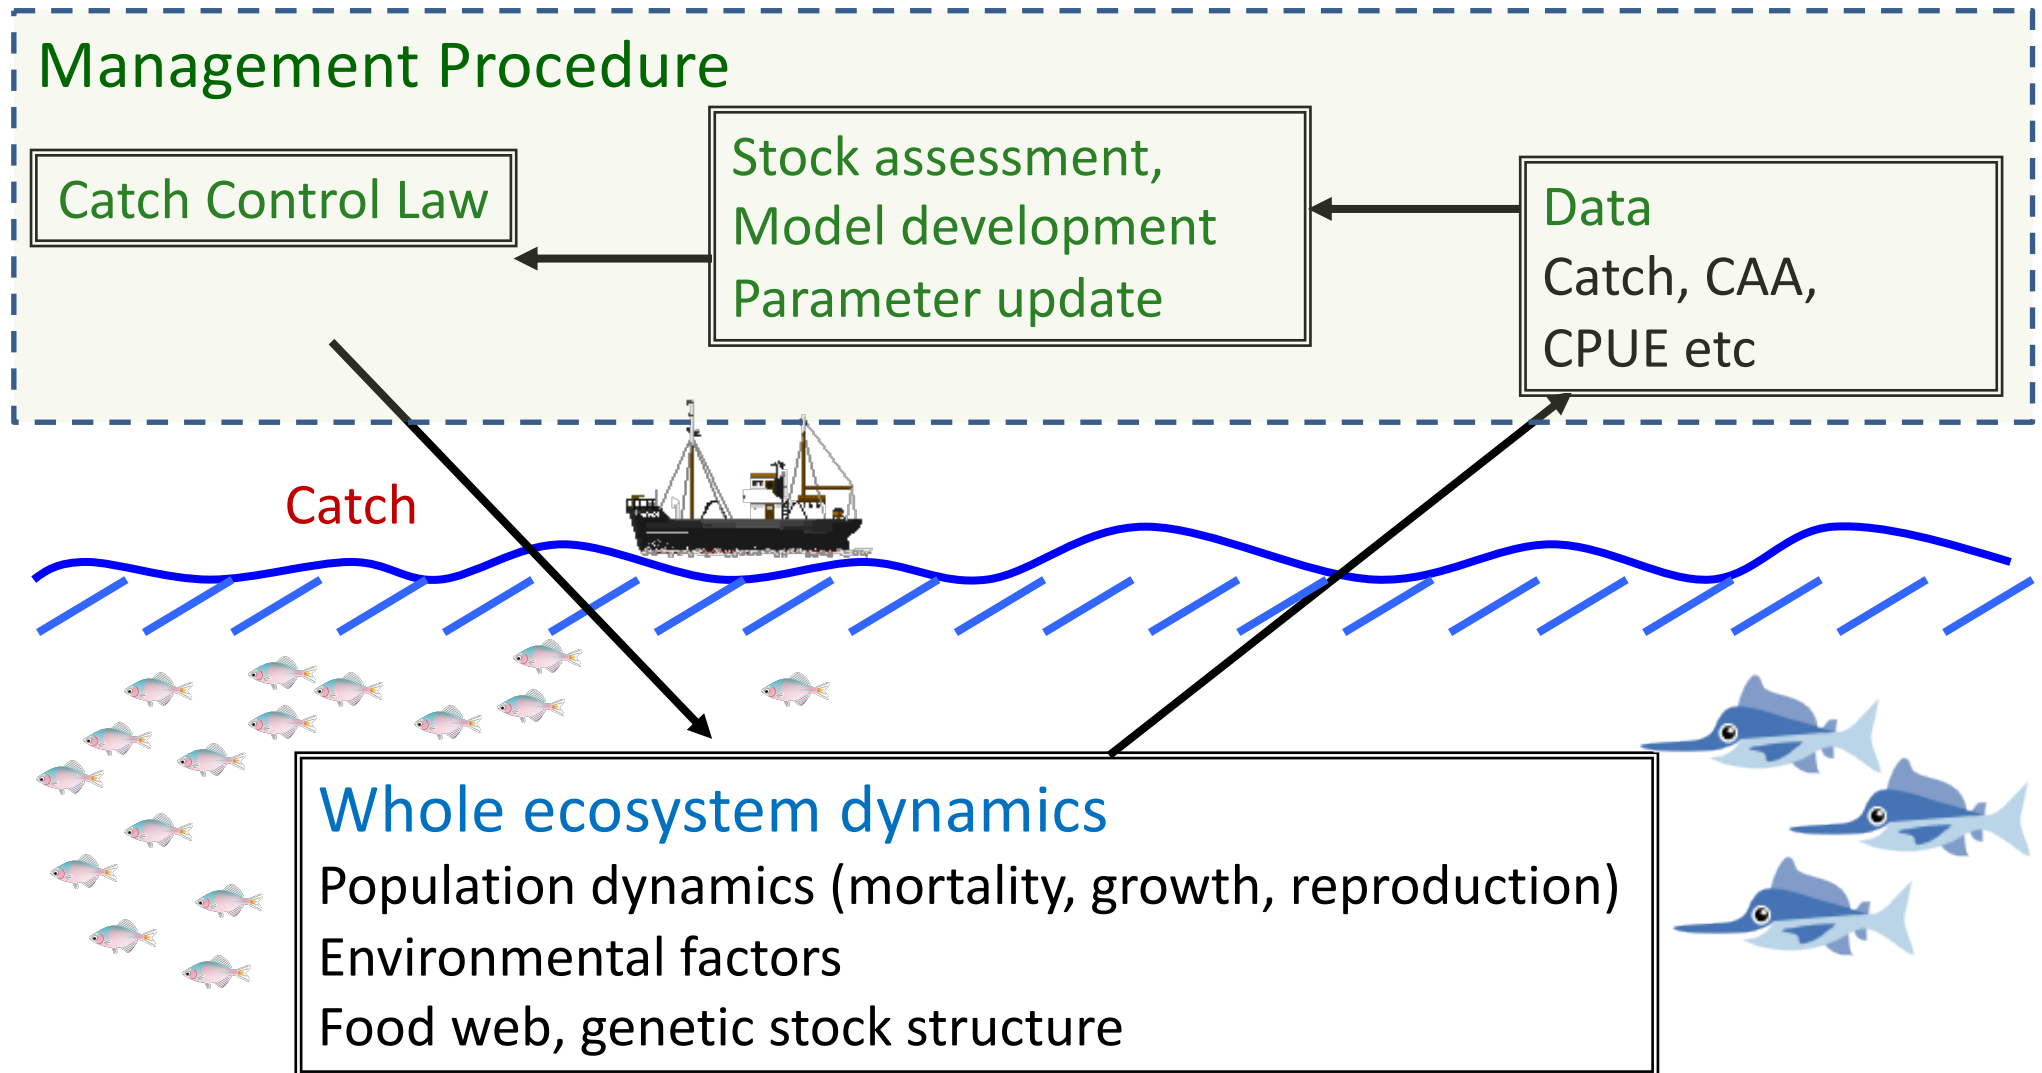 Management Procedure
Catch Control Law
Stock assessment,
Model development
Parameter update
Data
Catch, CAA,
CPUE etc
Catch
Whole ecosystem dynamics
Population dynamics (mortality, growth, reproduction)
Environmental factors
Food web, genetic stock structure